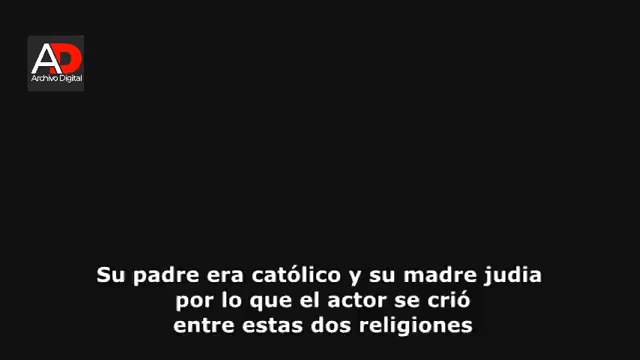 AD
Archivo Digital
Su padre era católico y su madre judia
por lo que el actor se crió
entre estas dos religiones